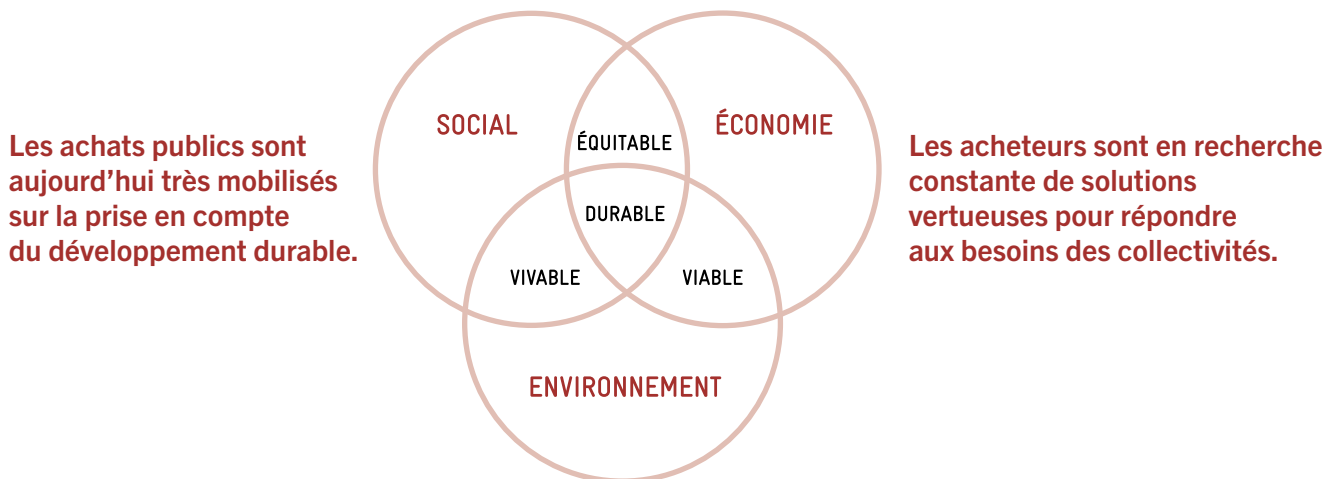 Les achats publics sont
aujourd’hui très mobilisés
sur la prise en compte
du développement durable.
SOCIAL
ÉCONOMIE
ÉQUITABLE
DURABLE
VIVABLE
VIABLE
ENVIRONNEMENT
Les acheteurs sont en recherche
constante de solutions
vertueuses pour répondre
aux besoins des collectivités.